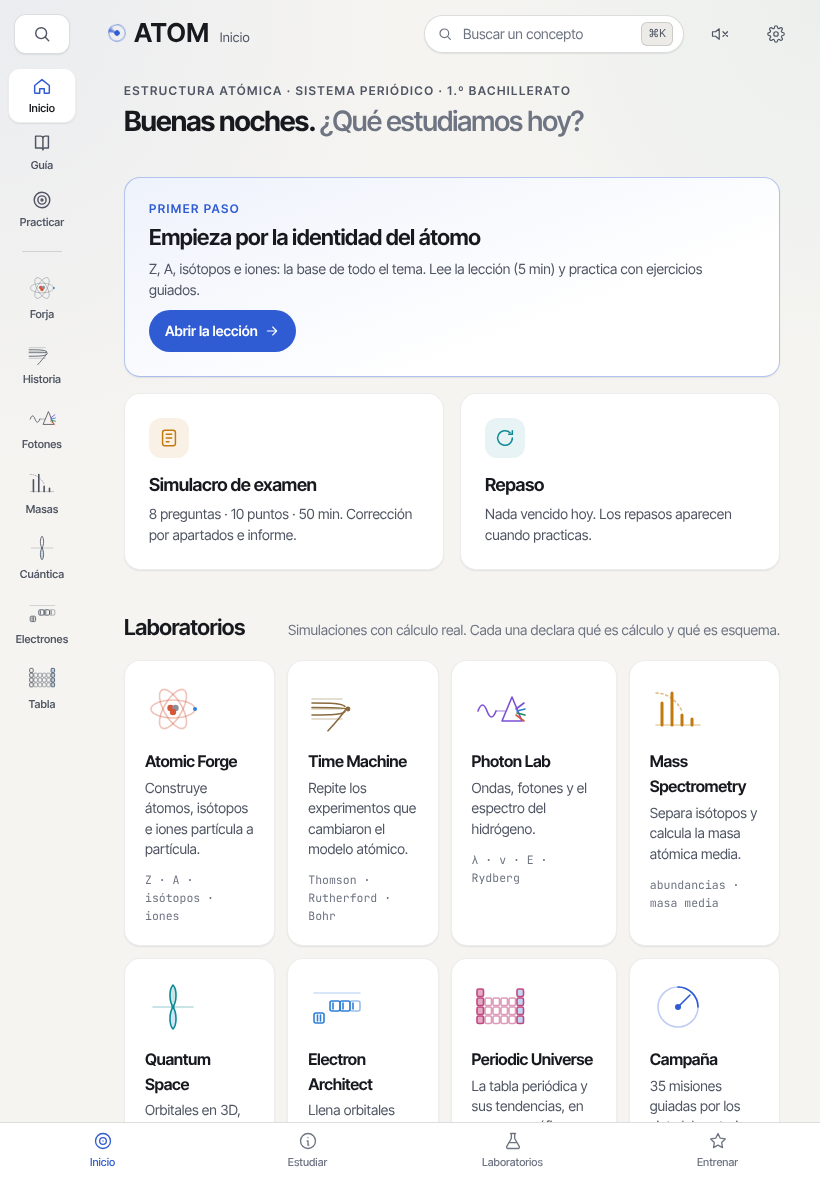 ATOM Inicio
Buscar un concepto
⌘K
Inicio
Guía
Practicar
Forja
Historia
Fotones
Masas
Cuántica
Electrones
Tabla
ESTRUCTURA ATÓMICA · SISTEMA PERIÓDICO · 1.º BACHILLERATO
Buenas noches. ¿Qué estudiamos hoy?
PRIMER PASO
Empieza por la identidad del átomo
Z, A, isótopos e iones: la base de todo el tema. Lee la lección (5 min) y practica con ejercicios
guiados.
Abrir la lección →
Simulacro de examen
8 preguntas · 10 puntos · 50 min. Corrección
por apartados e informe.
Repaso
Nada vencido hoy. Los repasos aparecen
cuando practicas.
Laboratorios
Simulaciones con cálculo real. Cada una declara qué es cálculo y qué es esquema.
Atomic Forge
Construye
átomos, isótopos
e iones partícula a
partícula.
Z · A ·
isótopos ·
iones
Time Machine
Repite los
experimentos que
cambiaron el
modelo atómico.
Thomson ·
Rutherford ·
Bohr
Photon Lab
Ondas, fotones y el
espectro del
hidrógeno.
λ · ν · E ·
Rydberg
Mass
Spectrometry
Separa isótopos y
calcula la masa
atómica media.
abundancias ·
masa media
Quantum
Space
Orbitales en 3D,
Electron
Architect
Llena orbitales
Periodic Universe
La tabla periódica y
sus tendencias, en
Campaña
35 misiones
guiadas por los
Inicio
Estudiar
Laboratorios
Entrenar